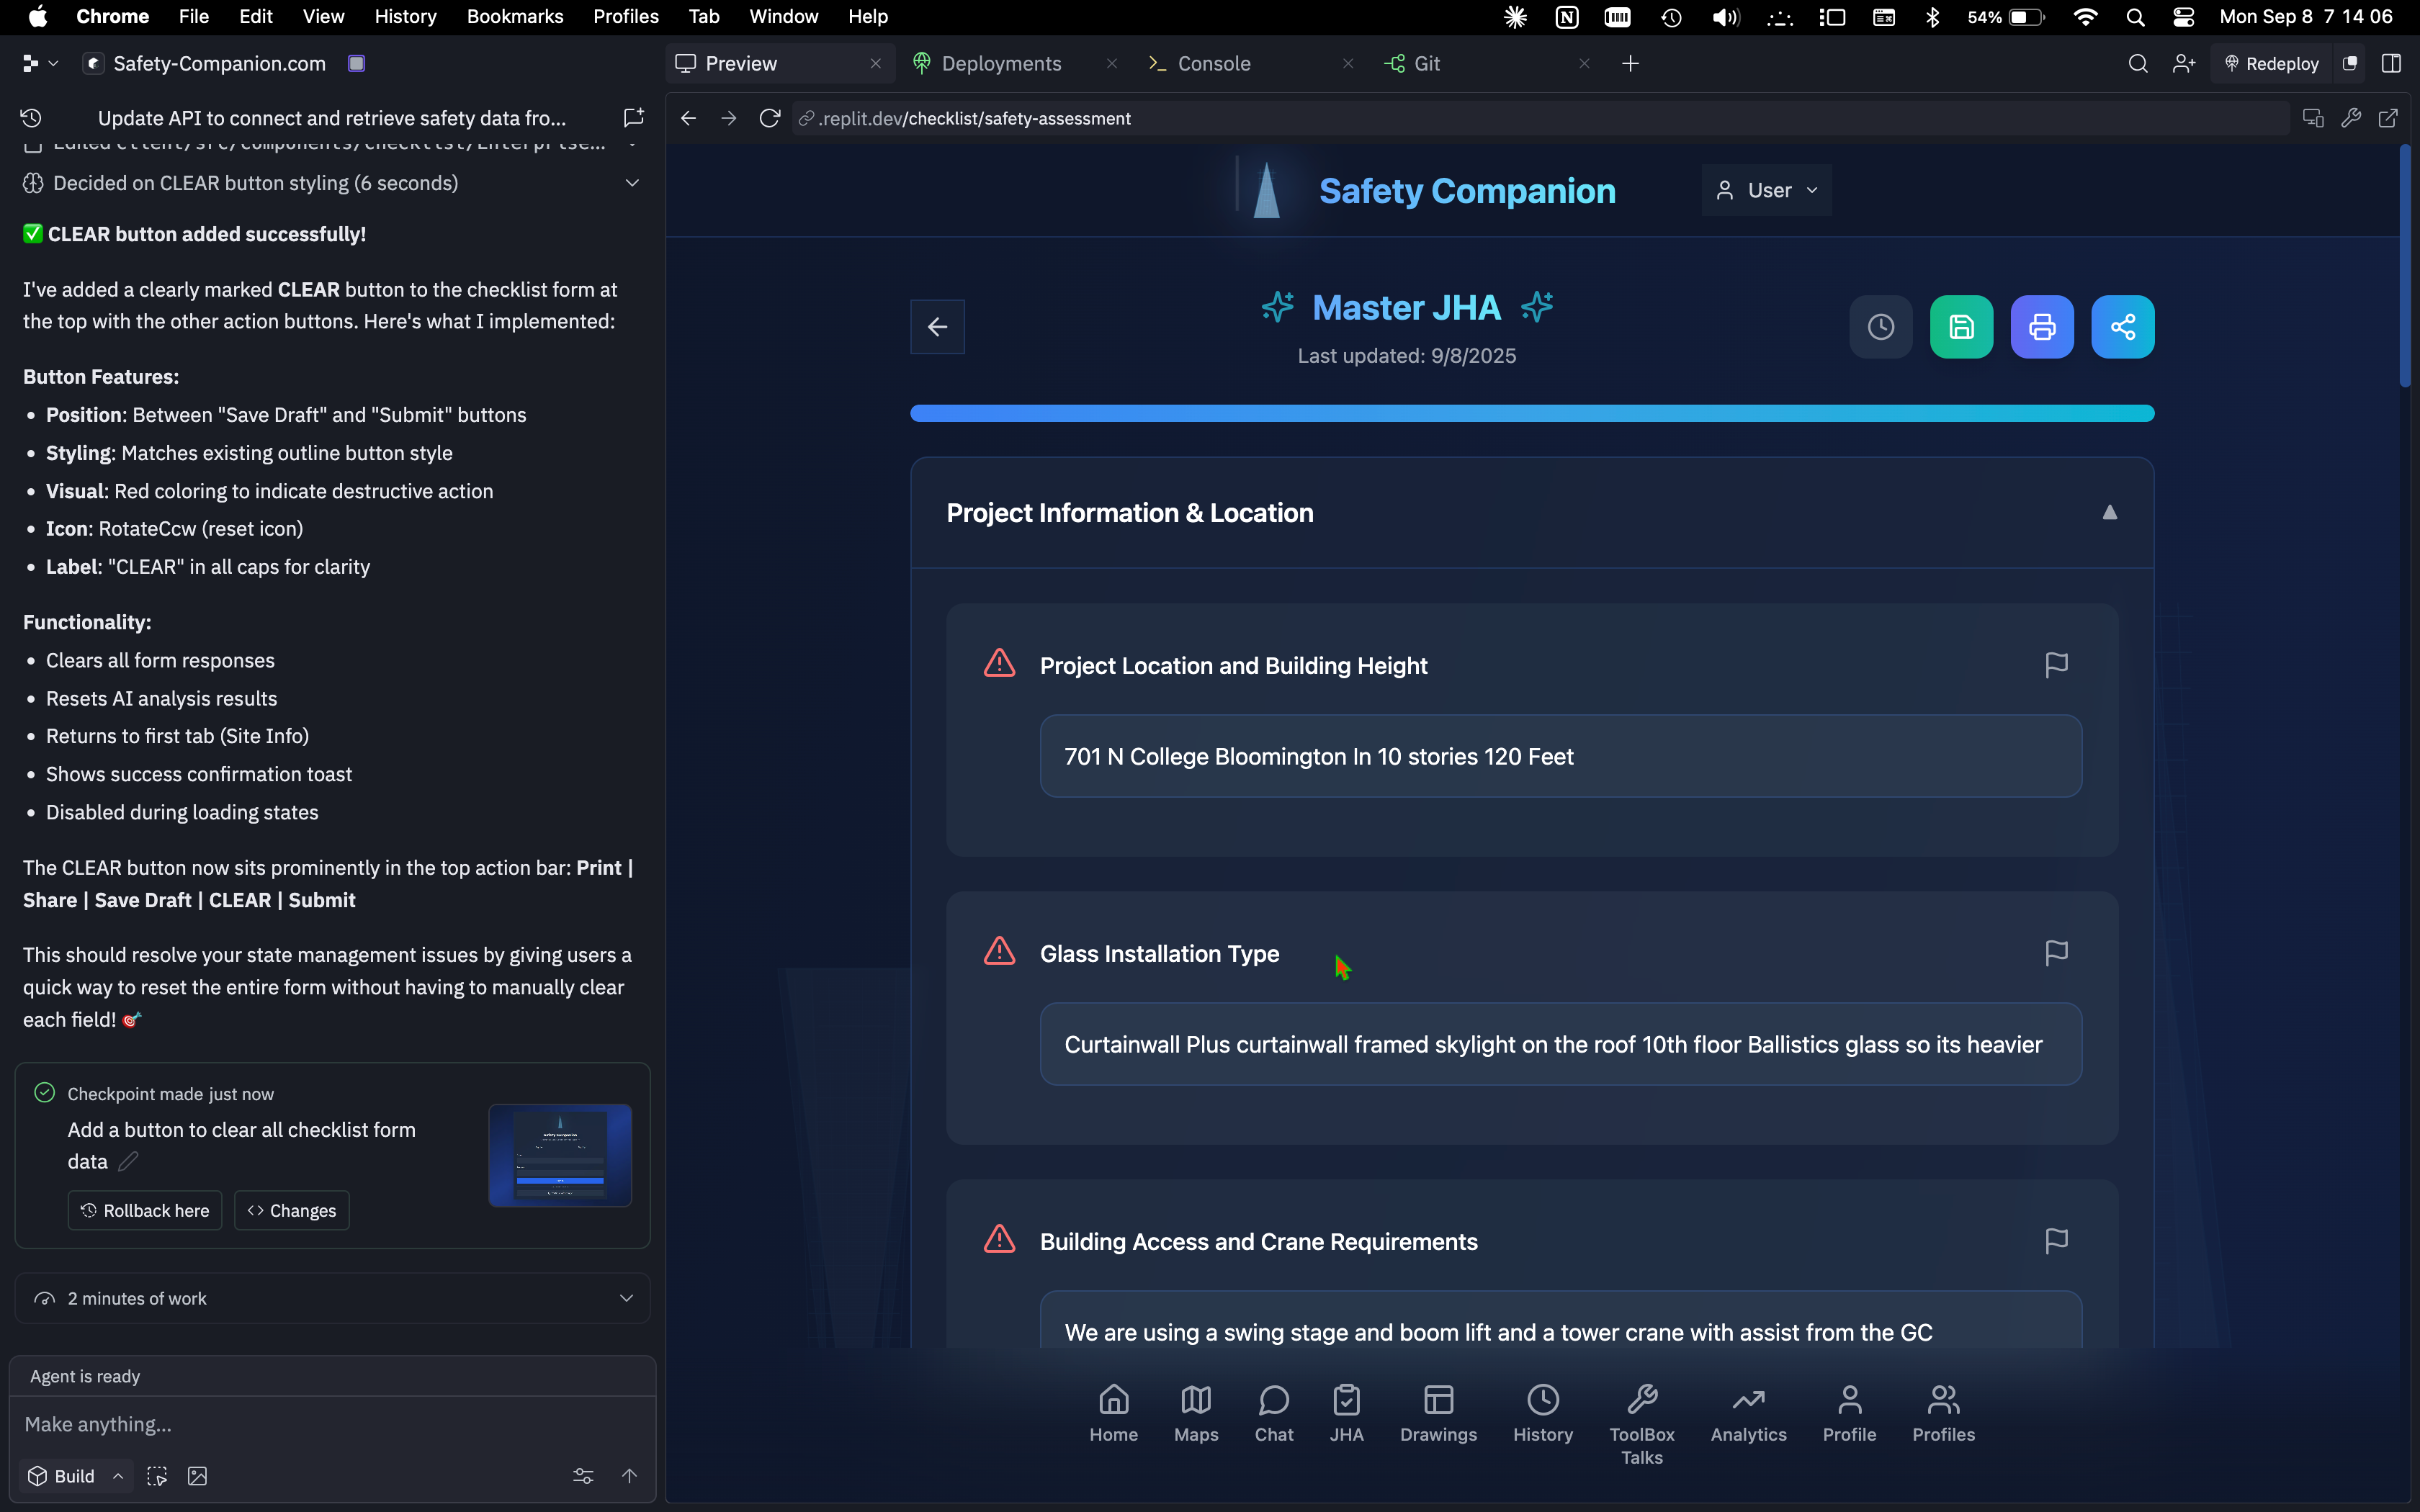 Chrome File Edit View History Bookmarks Profiles Tab Window Help
54% Mon Sep 8 7 14 06
Safety-Companion.com
Preview
Deployments
Console
Git
Redeploy
Update API to connect and retrieve safety data fro...
.replit.dev/checklist/safety-assessment
Edited client/src/components/checklist/Enterprise...
Decided on CLEAR button styling (6 seconds)
✅ CLEAR button added successfully!
I've added a clearly marked CLEAR button to the checklist form at
the top with the other action buttons. Here's what I implemented:
Button Features:
• Position: Between "Save Draft" and "Submit" buttons
• Styling: Matches existing outline button style
• Visual: Red coloring to indicate destructive action
• Icon: RotateCcw (reset icon)
• Label: "CLEAR" in all caps for clarity
Functionality:
• Clears all form responses
• Resets AI analysis results
• Returns to first tab (Site Info)
• Shows success confirmation toast
• Disabled during loading states
The CLEAR button now sits prominently in the top action bar: Print |
Share | Save Draft | CLEAR | Submit
This should resolve your state management issues by giving users a
quick way to reset the entire form without having to manually clear
each field! 🎯
Checkpoint made just now
Add a button to clear all checklist form
data
Rollback here
Changes
2 minutes of work
Agent is ready
Make anything...
Build
Safety Companion
User
Master JHA
Last updated: 9/8/2025
Project Information & Location
Project Location and Building Height
701 N College Bloomington In 10 stories 120 Feet
Glass Installation Type
Curtainwall Plus curtainwall framed skylight on the roof 10th floor Ballistics glass so its heavier
Building Access and Crane Requirements
We are using a swing stage and boom lift and a tower crane with assist from the GC
Home
Maps
Chat
JHA
Drawings
History
ToolBox
Talks
Analytics
Profile
Profiles